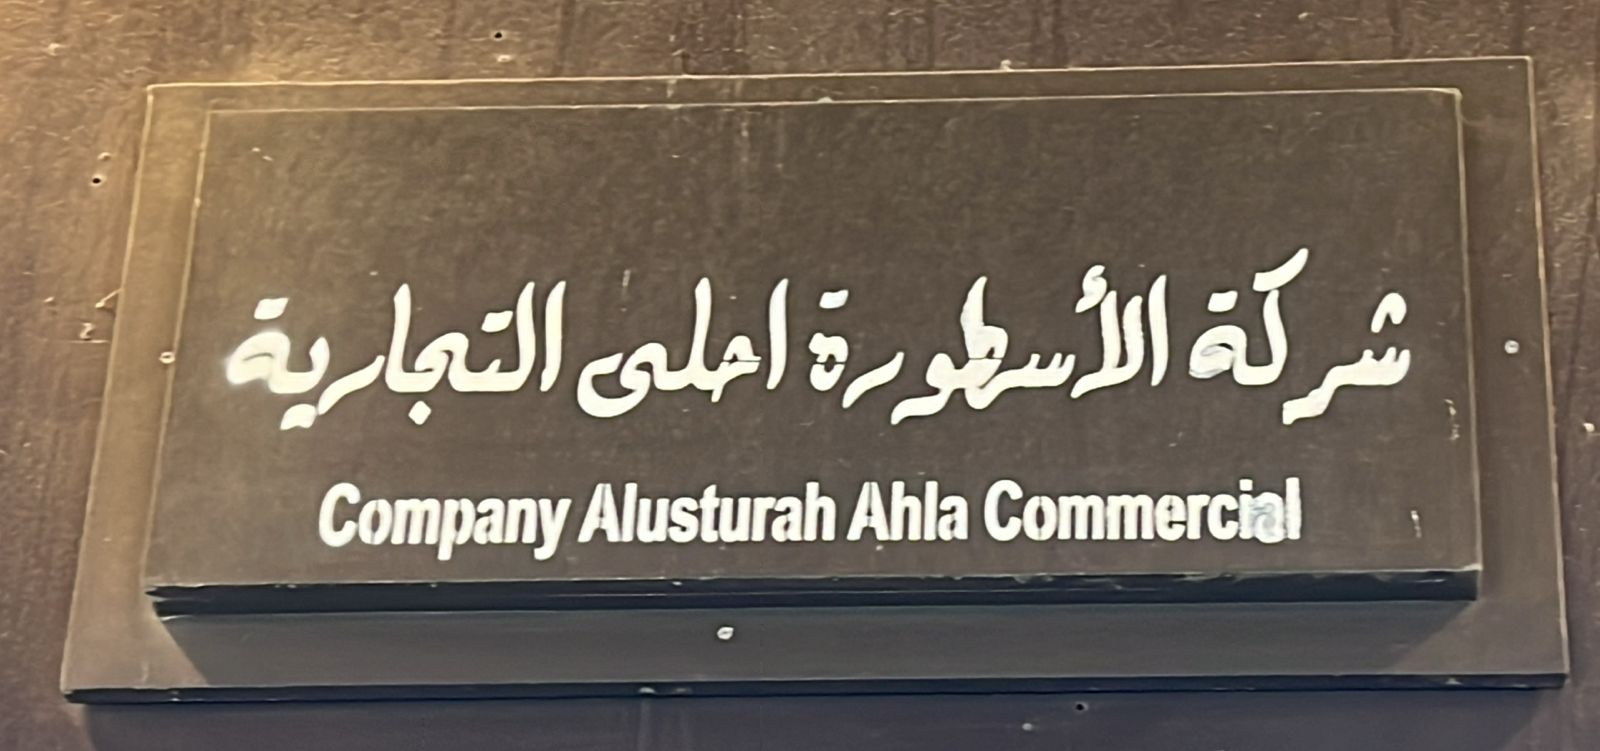 شركة الأسطورة احلى التجارية
Company Alusturah Ahla Commercial